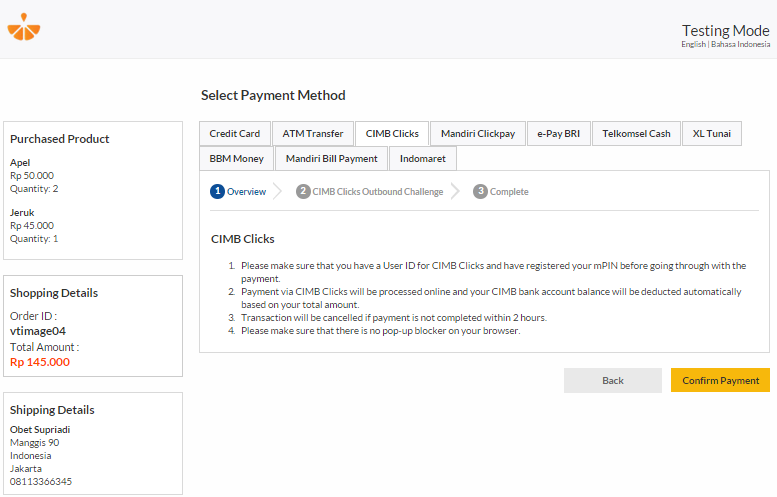 Testing Mode
English | Bahasa Indonesia
Select Payment Method
Purchased Product
Apel
Rp 50.000
Quantity: 2
Jeruk
Rp 45.000
Quantity: 1
Shopping Details
Order ID :
vtimage04
Total Amount :
Rp 145.000
Shipping Details
Obet Supriadi
Manggis 90
Indonesia
Jakarta
08113366345
Credit Card ATM Transfer CIMB Clicks Mandiri Clickpay e-Pay BRI Telkomsel Cash XL Tunai
BBM Money Mandiri Bill Payment Indomaret
1 Overview 2 CIMB Clicks Outbound Challenge 3 Complete
CIMB Clicks
1. Please make sure that you have a User ID for CIMB Clicks and have registered your mPIN before going through with the
payment.
2. Payment via CIMB Clicks will be processed online and your CIMB bank account balance will be deducted automatically
based on your total amount.
3. Transaction will be cancelled if payment is not completed within 2 hours.
4. Please make sure that there is no pop-up blocker on your browser.
Back Confirm Payment